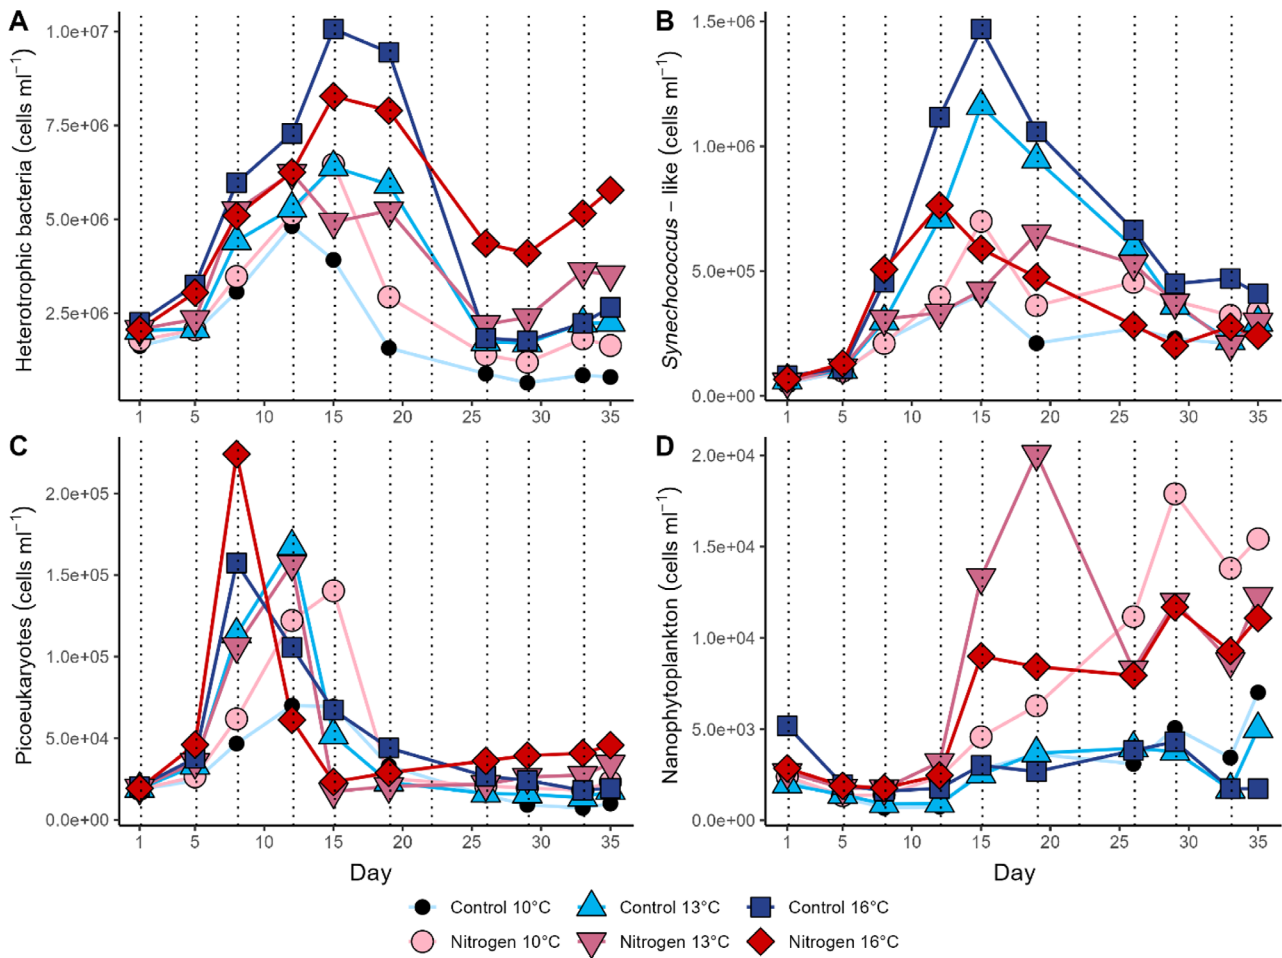 A
Heterotrophic bacteria (cells ml⁻¹)
1.0e+07
7.5e+06
5.0e+06
2.5e+06
1 5 10 15 20 25 30 35
B
Synechococcus – like (cells ml⁻¹)
1.5e+06
1.0e+06
5.0e+05
0.0e+00
1 5 10 15 20 25 30 35
C
Picoeukaryotes (cells ml⁻¹)
2.0e+05
1.5e+05
1.0e+05
5.0e+04
0.0e+00
1 5 10 15 20 25 30 35
Day
D
Nanophytoplankton (cells ml⁻¹)
2.0e+04
1.5e+04
1.0e+04
5.0e+03
0.0e+00
1 5 10 15 20 25 30 35
Day
Control 10°C Control 13°C Control 16°C
Nitrogen 10°C Nitrogen 13°C Nitrogen 16°C